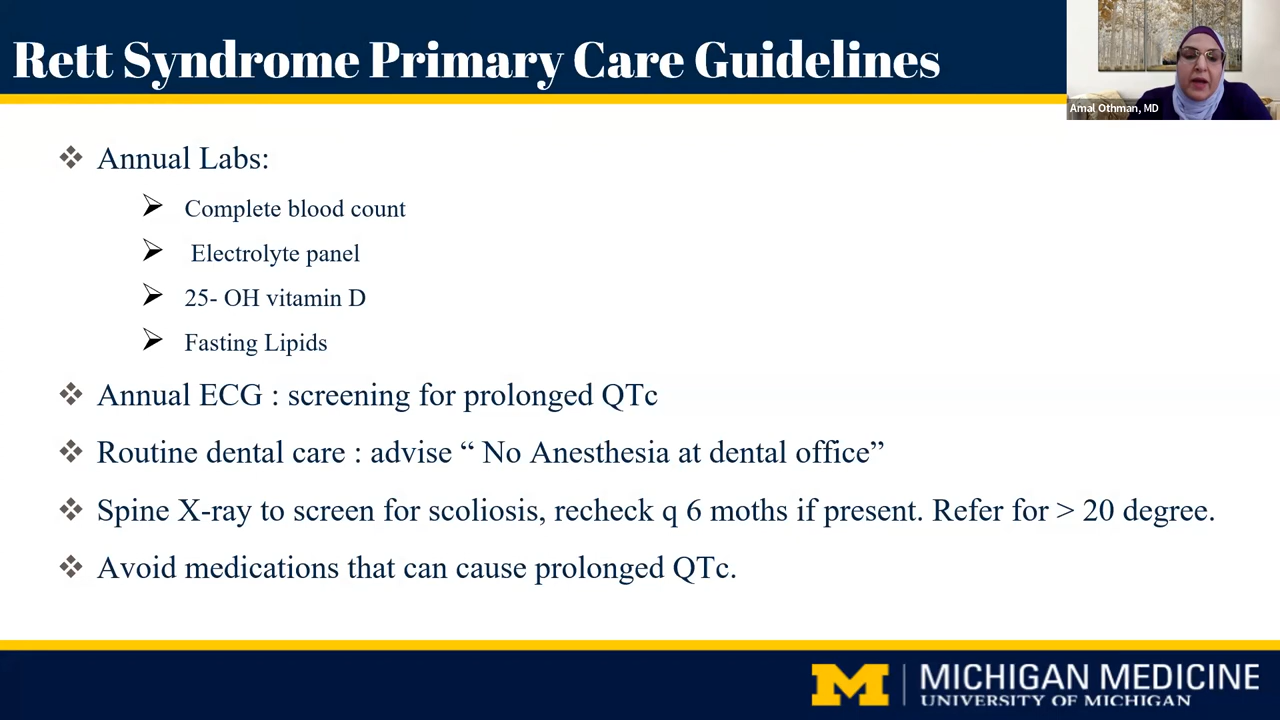 Rett Syndrome Primary Care Guidelines
Amal Othman, MD
Annual Labs:
Complete blood count
Electrolyte panel
25- OH vitamin D
Fasting Lipids
Annual ECG : screening for prolonged QTc
Routine dental care : advise “ No Anesthesia at dental office”
Spine X-ray to screen for scoliosis, recheck q 6 moths if present. Refer for > 20 degree.
Avoid medications that can cause prolonged QTc.
M
MICHIGAN MEDICINE
UNIVERSITY OF MICHIGAN